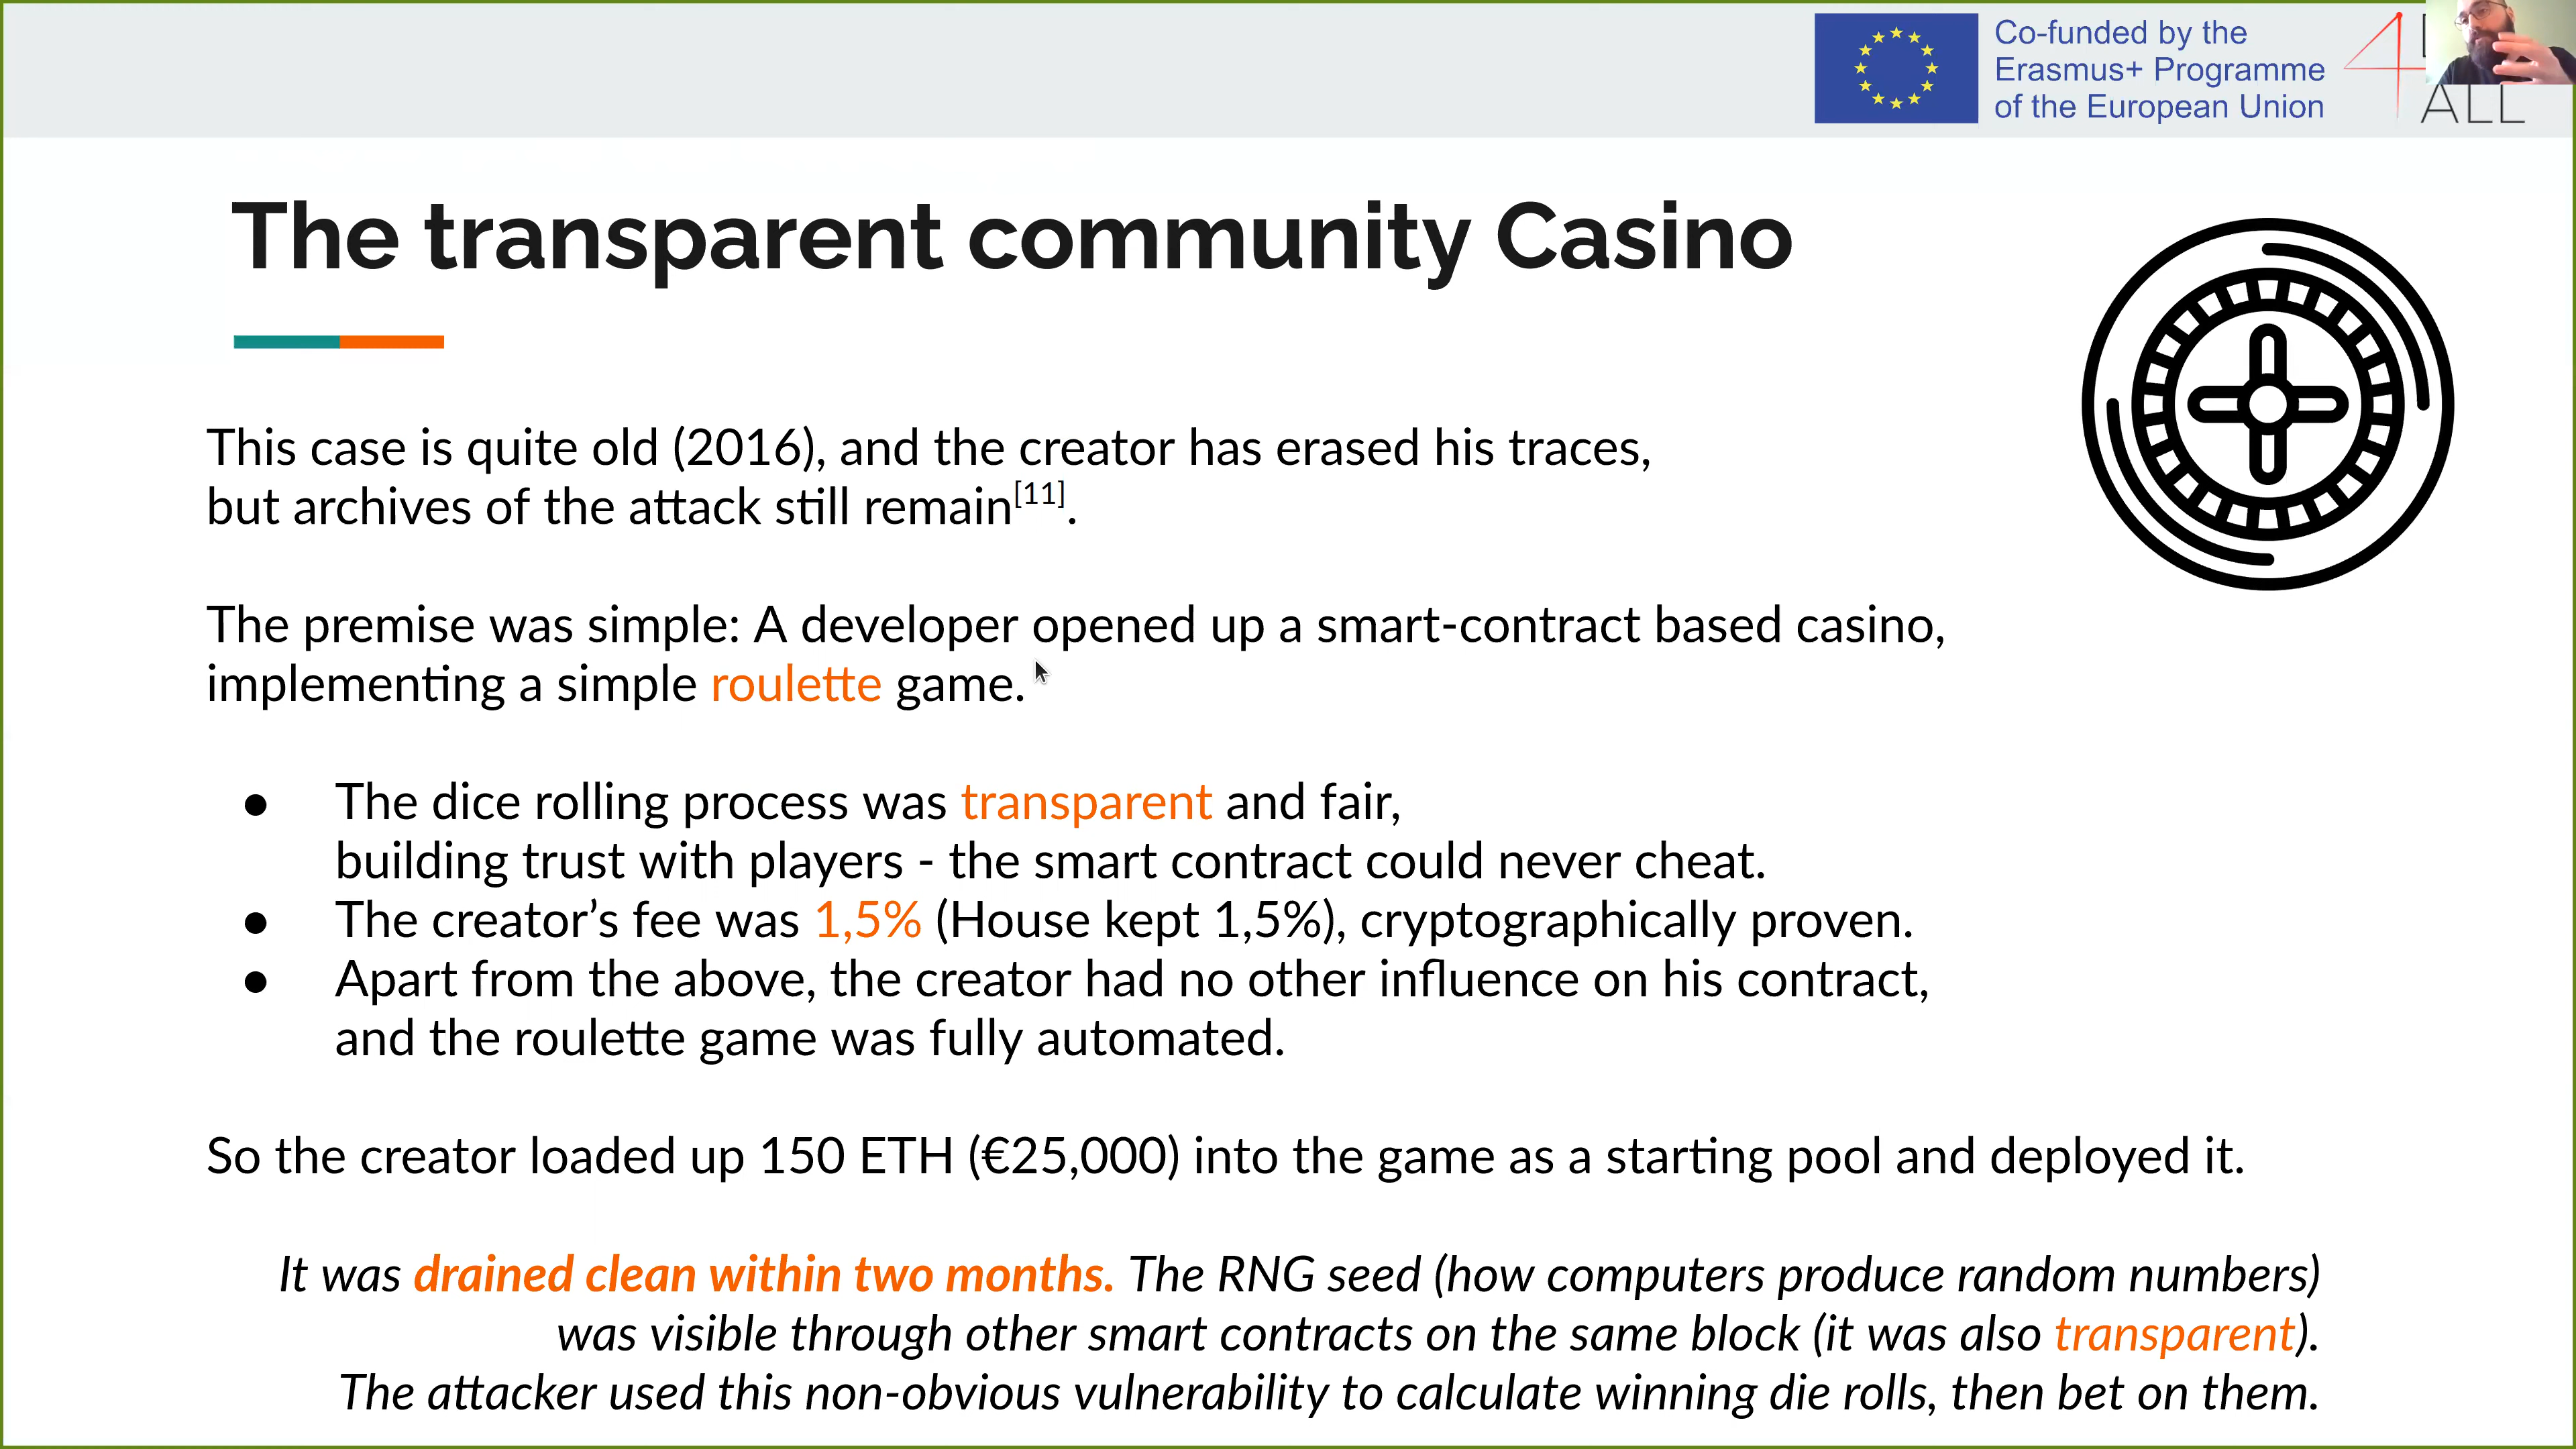 Co-funded by the
Erasmus+ Programme
of the European Union
4
ALL
The transparent community Casino
This case is quite old (2016), and the creator has erased his traces,
but archives of the attack still remain[11].
The premise was simple: A developer opened up a smart-contract based casino,
implementing a simple roulette game.
● The dice rolling process was transparent and fair,
building trust with players - the smart contract could never cheat.
● The creator’s fee was 1,5% (House kept 1,5%), cryptographically proven.
● Apart from the above, the creator had no other influence on his contract,
and the roulette game was fully automated.
So the creator loaded up 150 ETH (€25,000) into the game as a starting pool and deployed it.
It was drained clean within two months. The RNG seed (how computers produce random numbers)
was visible through other smart contracts on the same block (it was also transparent).
The attacker used this non-obvious vulnerability to calculate winning die rolls, then bet on them.